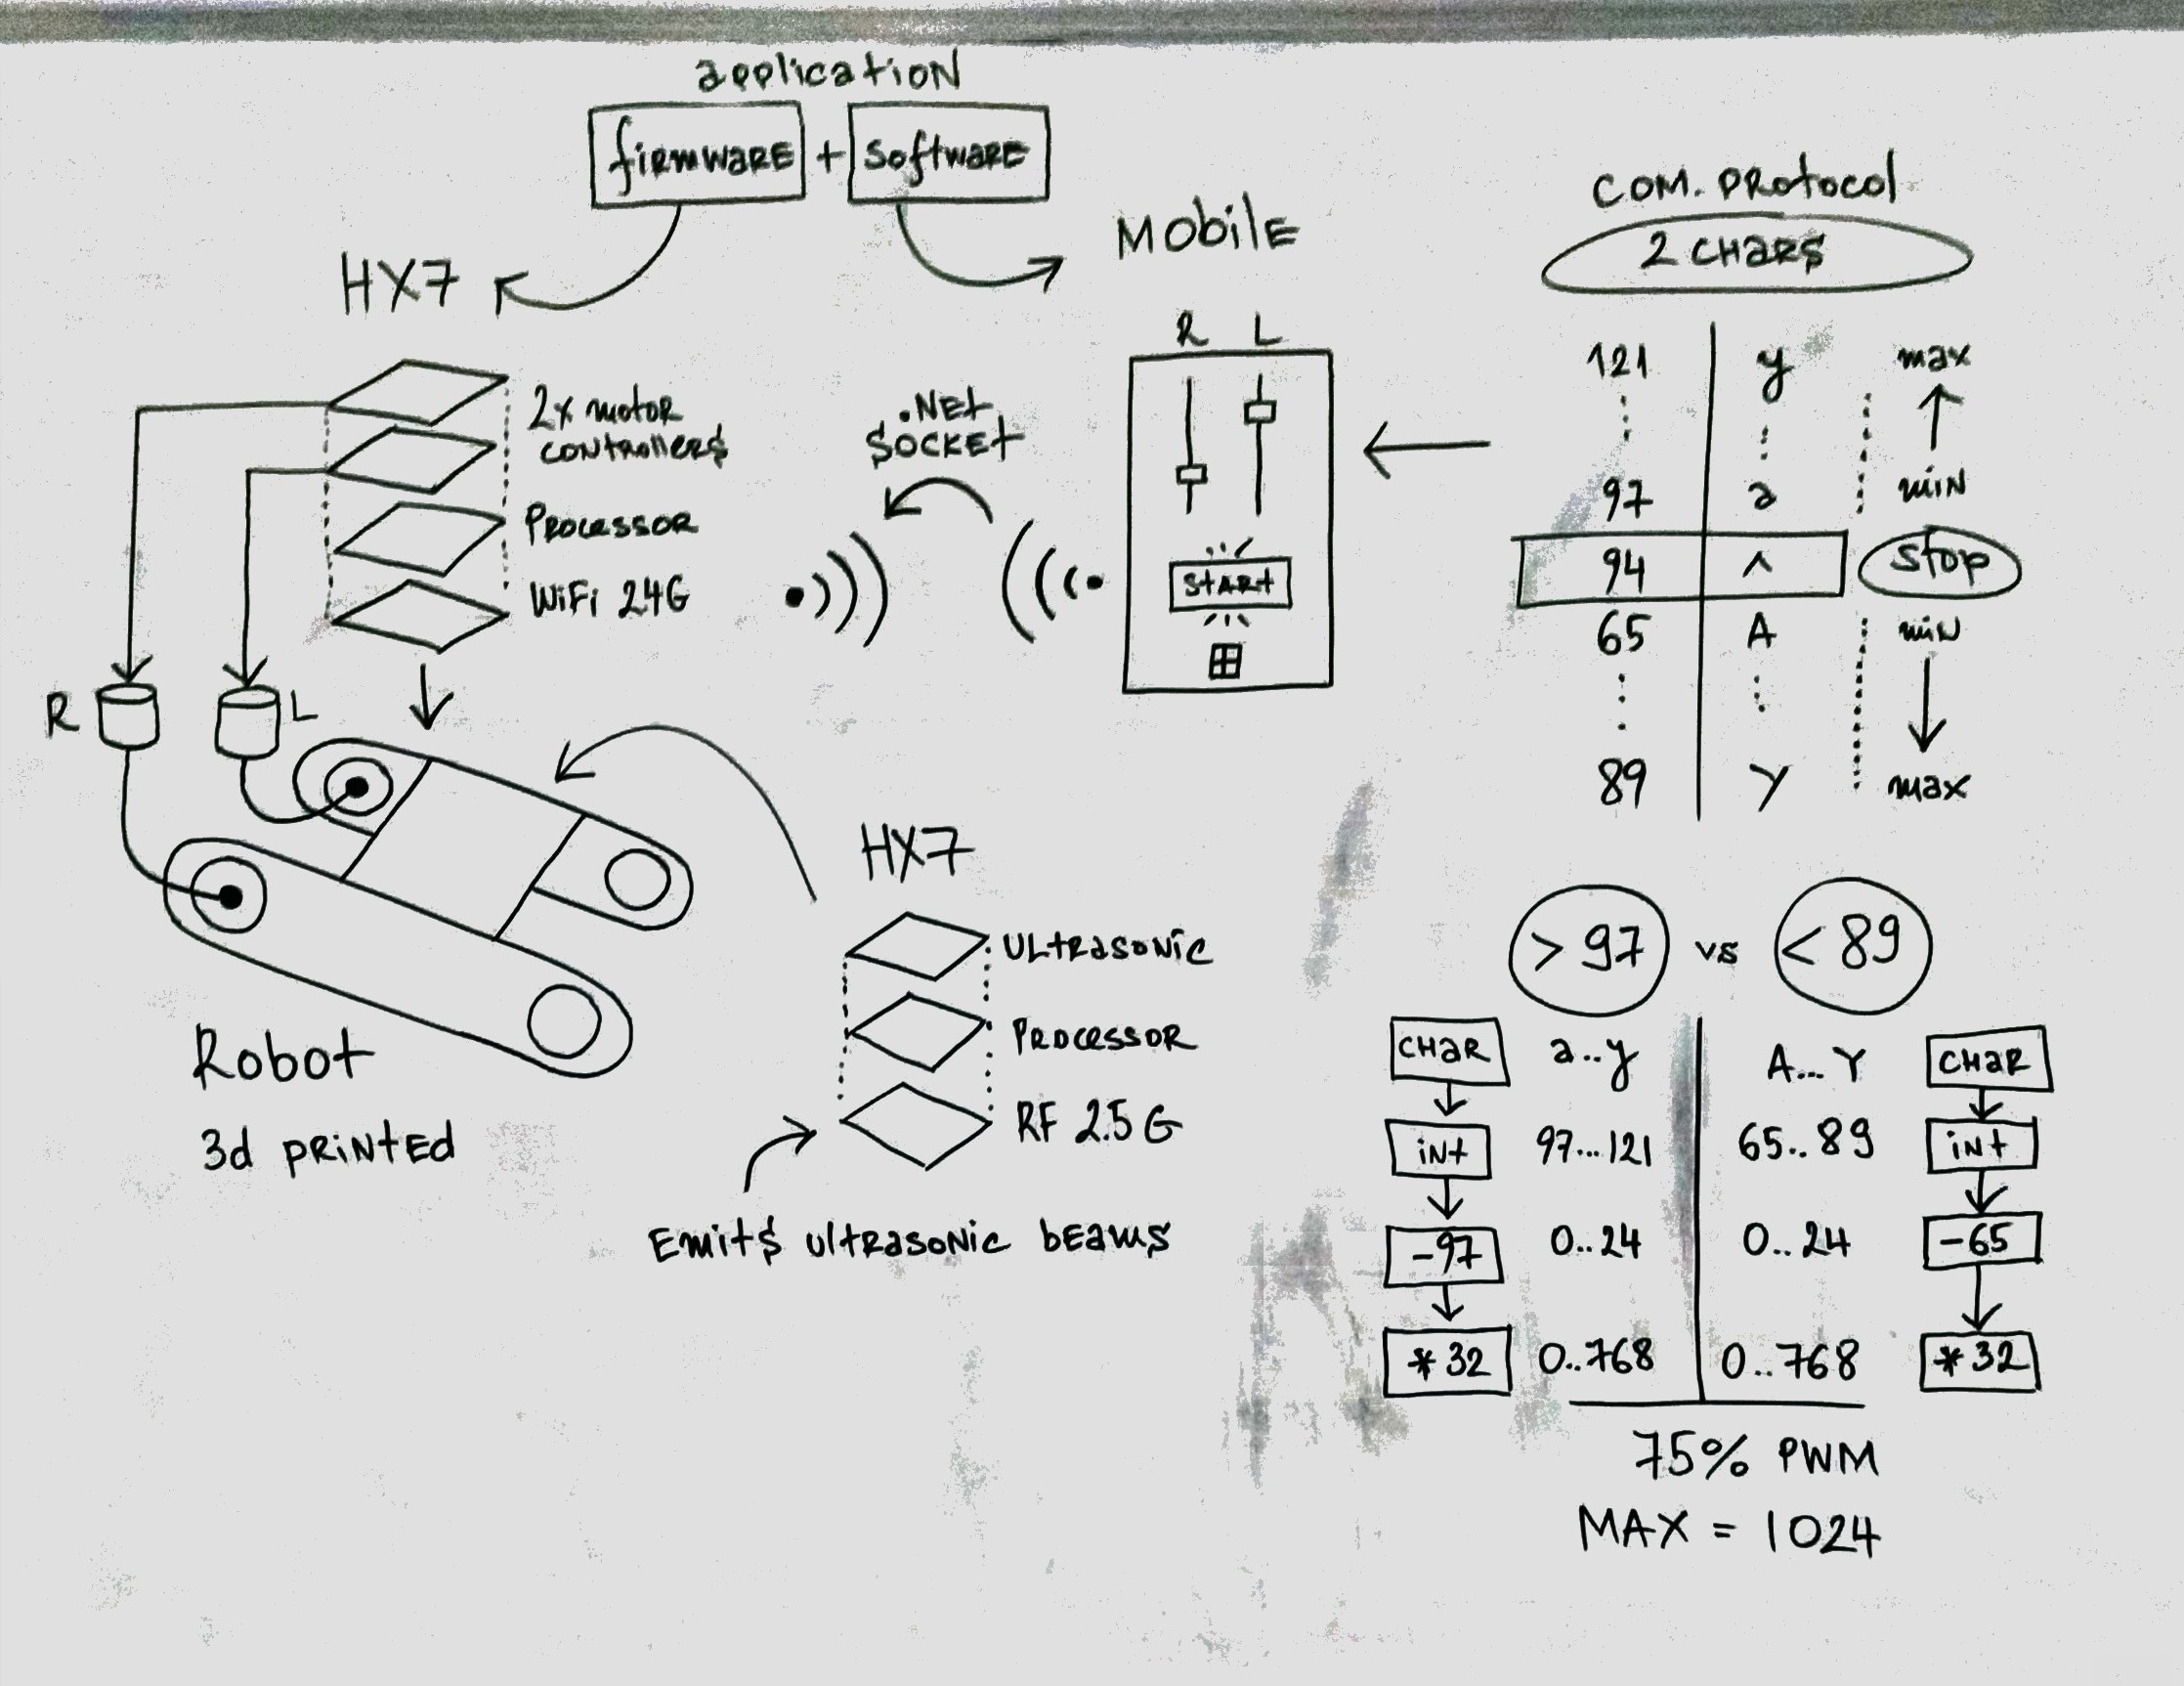 application
firmware + software
HX7
Mobile
2x motor
controllers
Processor
WiFi 2.4G
R
L
.NET
SOCKET
R L
START
COM. PROTOCOL
2 CHARS
121 y max
97 a min
94 ^ stop
65 A min
89 Y max
Robot
3d printed
HX7
Ultrasonic
Processor
RF 2.5G
Emits ultrasonic beams
> 97 vs < 89
CHAR a..y A...Y CHAR
int 97...121 65..89 int
-97 0..24 0..24 -65
*32 0..768 0..768 *32
75% PWM
MAX = 1024